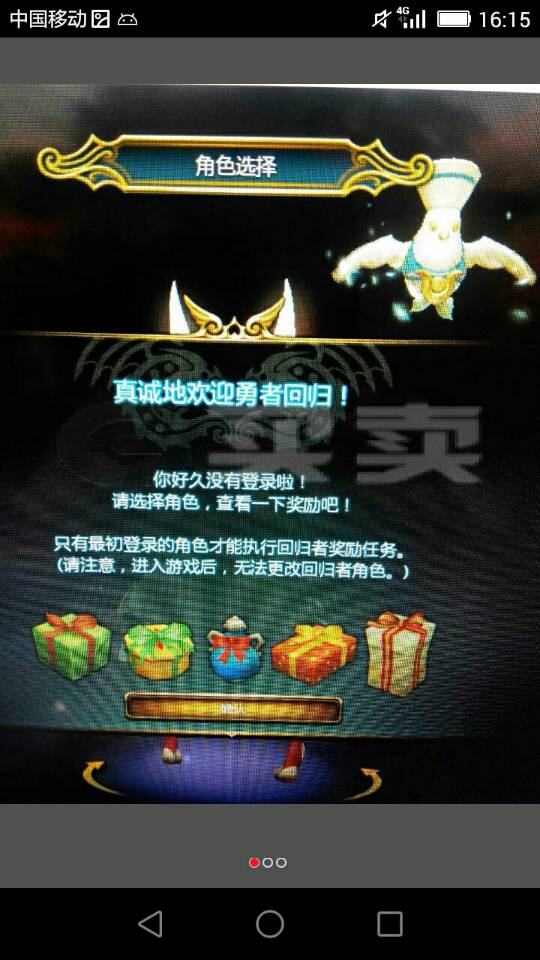 中国移动
4G
16:15
角色选择
真诚地欢迎勇者回归！
买卖
你好久没有登录啦！
请选择角色，查看一下奖励吧！
只有最初登录的角色才能执行回归者奖励任务。
(请注意，进入游戏后，无法更改回归者角色。)
确认